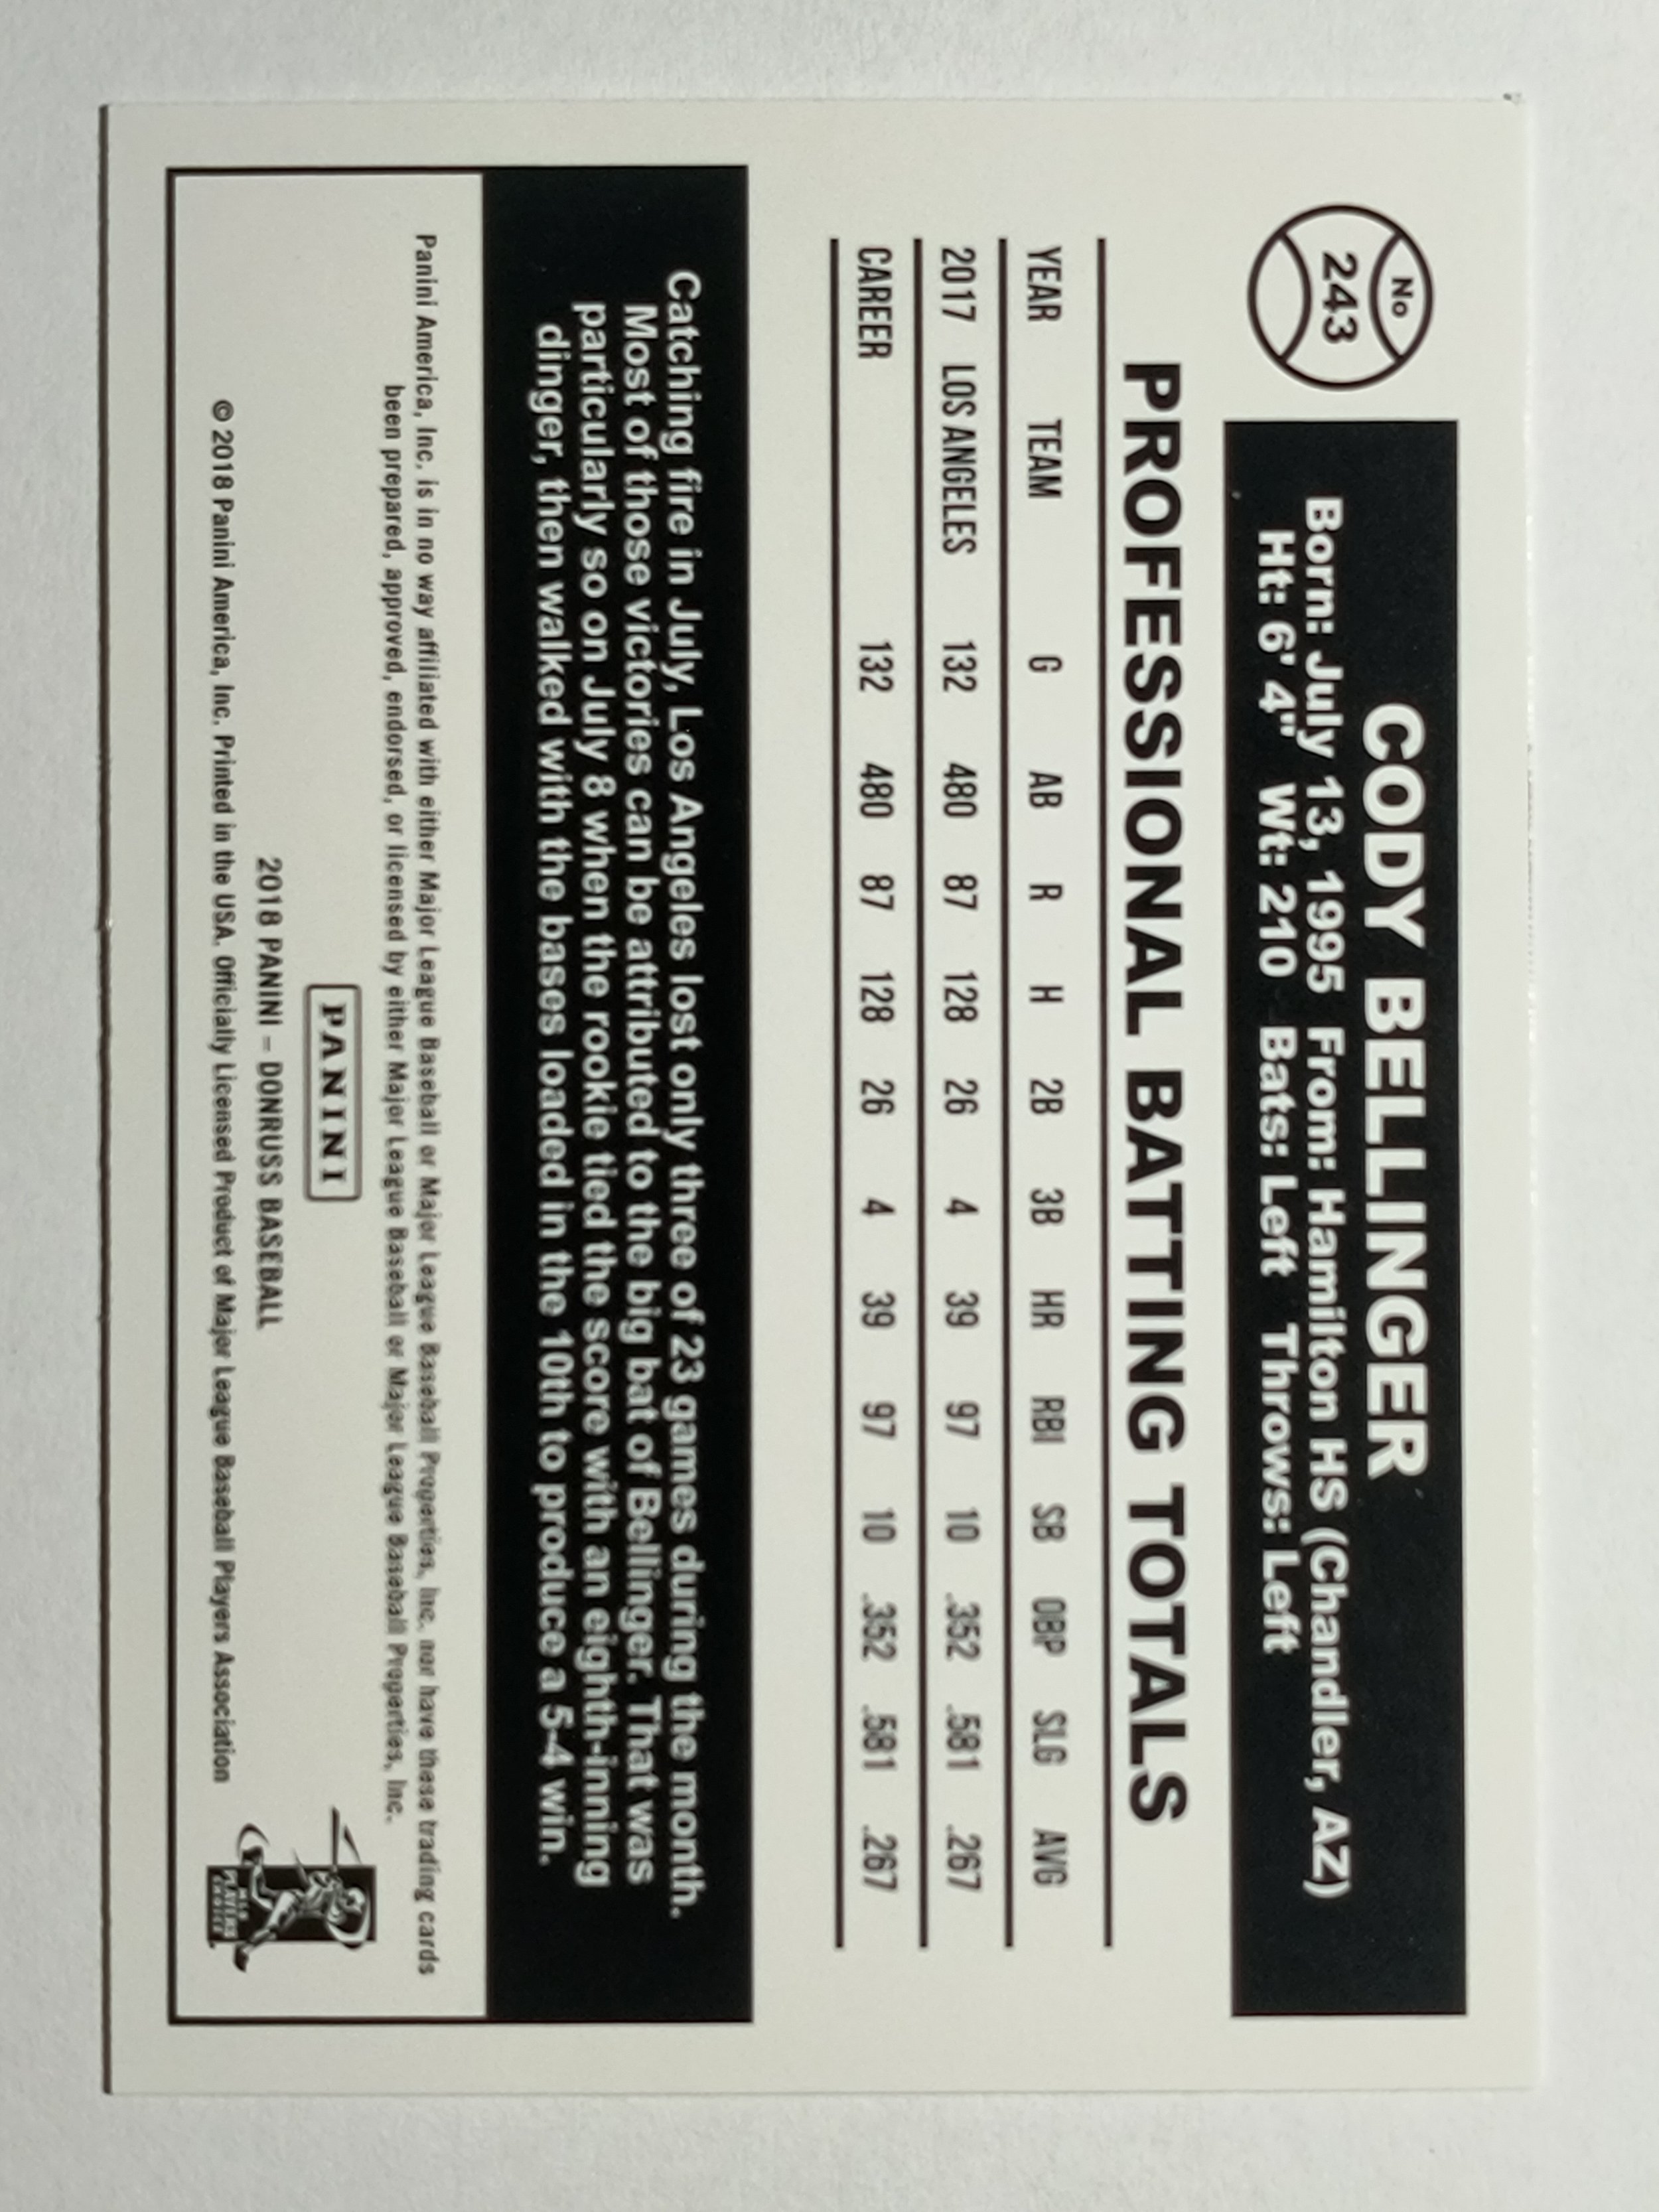 No
243
CODY BELLINGER
Born: July 13, 1995 From: Hamilton HS (Chandler, AZ)
Ht: 6' 4" Wt: 210 Bats: Left Throws: Left
PROFESSIONAL BATTING TOTALS
YEAR TEAM G AB R H 2B 3B HR RBI SB OBP SLG AVG
2017 LOS ANGELES 132 480 87 128 26 4 39 97 10 .352 .581 .267
CAREER 132 480 87 128 26 4 39 97 10 .352 .581 .267
Catching fire in July, Los Angeles lost only three of 23 games during the month.
Most of those victories can be attributed to the big bat of Bellinger. That was
particularly so on July 8 when the rookie tied the score with an eighth-inning
dinger, then walked with the bases loaded in the 10th to produce a 5-4 win.
Panini America, Inc. is in no way affiliated with either Major League Baseball or Major League Baseball Properties, Inc. nor have these trading cards
been prepared, approved, endorsed, or licensed by either Major League Baseball or Major League Baseball Properties, Inc.
PANINI
2018 PANINI – DONRUSS BASEBALL
© 2018 Panini America, Inc. Printed in the USA. Officially Licensed Product of Major League Baseball Players Association